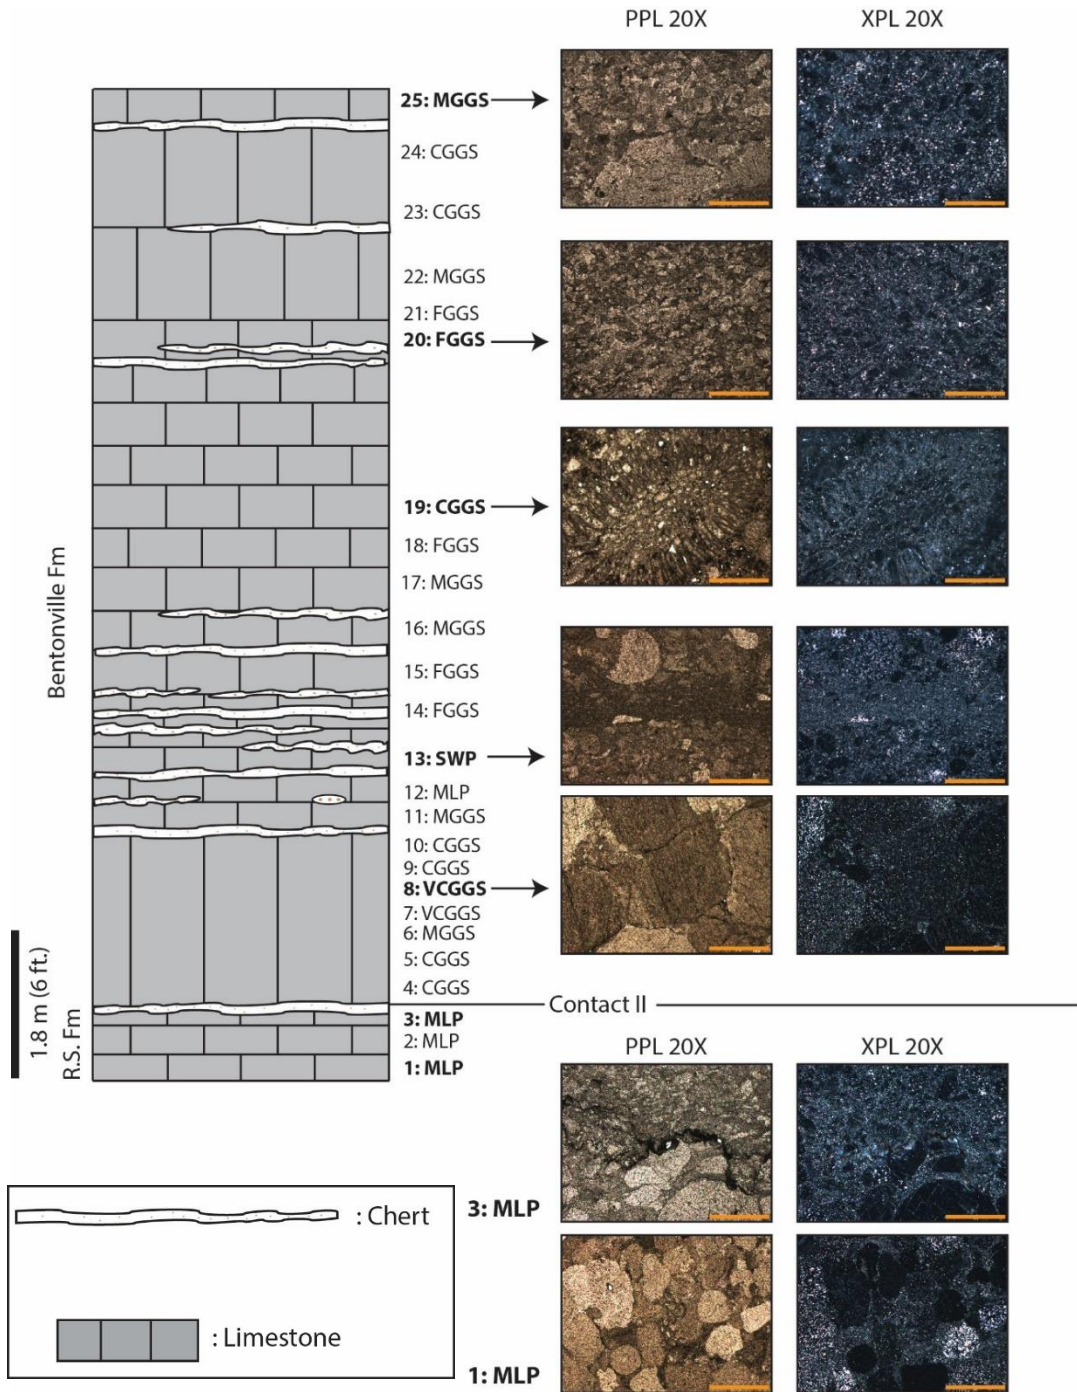 PPL 20X XPL 20X
25: MGGS
24: CGGS
23: CGGS
22: MGGS
21: FGGS
20: FGGS
19: CGGS
18: FGGS
17: MGGS
16: MGGS
15: FGGS
14: FGGS
13: SWP
12: MLP
11: MGGS
10: CGGS
9: CGGS
8: VCGGS
7: VCGGS
6: MGGS
5: CGGS
4: CGGS
Contact II
3: MLP
2: MLP
1: MLP
Bentonville Fm
R.S. Fm
1.8 m (6 ft.)
PPL 20X XPL 20X
3: MLP
1: MLP
: Chert
: Limestone